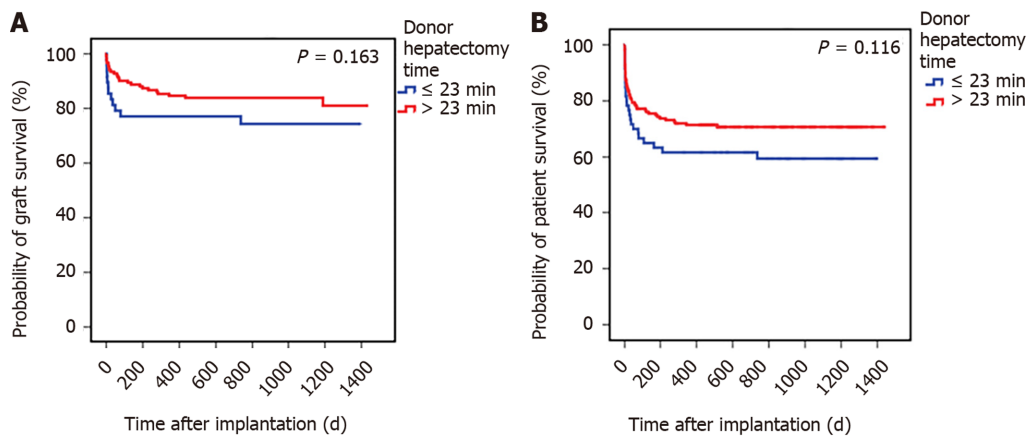 A
Donor
hepatectomy
time
≤ 23 min
> 23 min
P = 0.163
Probability of graft survival (%)
100
80
60
40
20
0
0 200 400 600 800 1000 1200 1400
Time after implantation (d)
B
Donor
hepatectomy
time
≤ 23 min
> 23 min
P = 0.116
Probability of patient survival (%)
100
80
60
40
20
0
0 200 400 600 800 1000 1200 1400
Time after implantation (d)